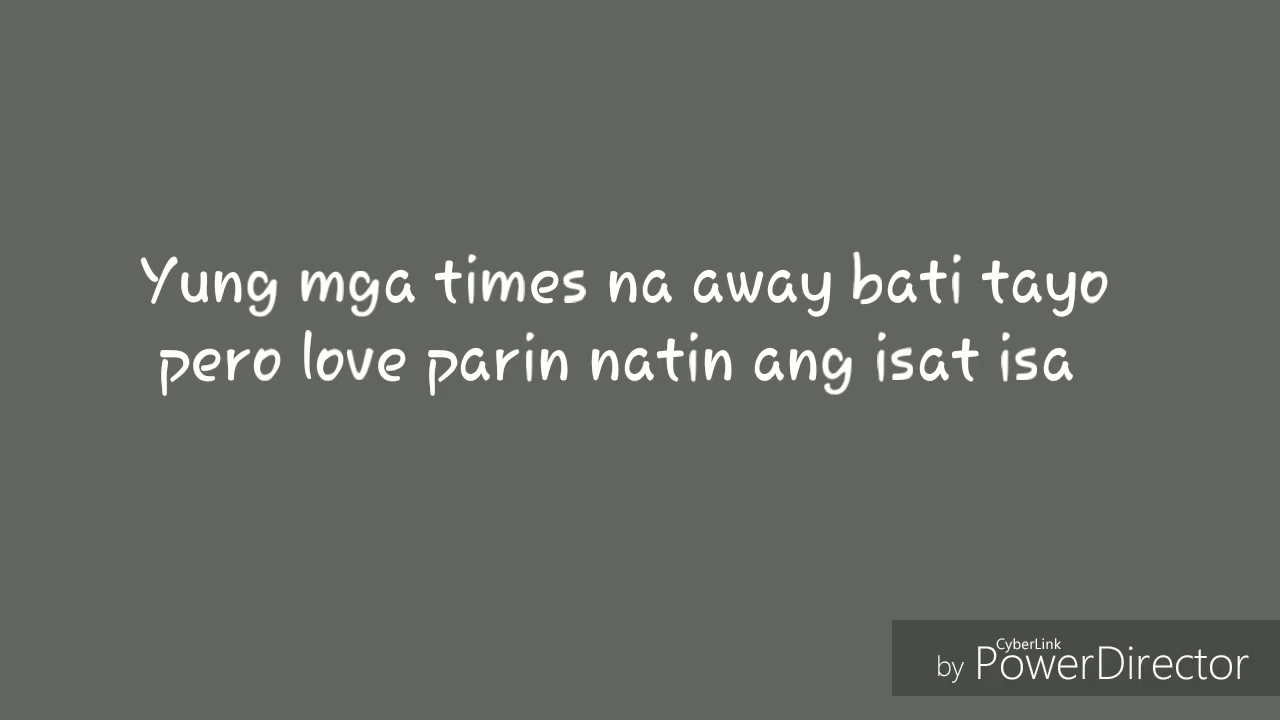 Yung mga times na away bati tayo
pero love parin natin ang isat isa
CyberLink
by PowerDirector